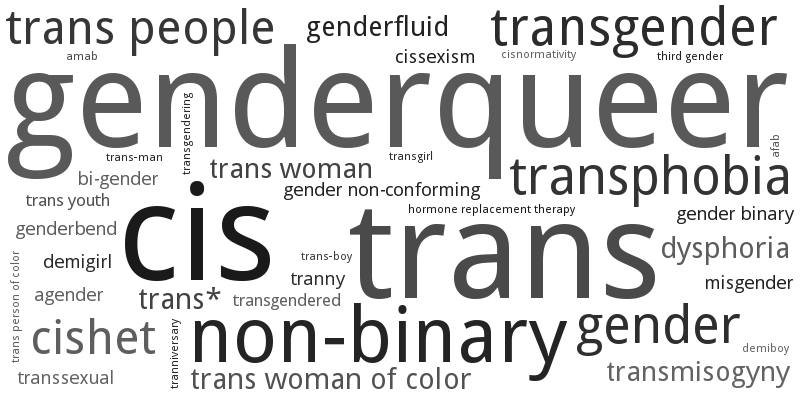 trans people
genderfluid
transgender
amab
cissexism
cisnormativity
third gender
genderqueer
trans-man
transgendering
transgirl
afab
bi-gender
trans woman
transphobia
gender non-conforming
trans youth
cis
hormone replacement therapy
gender binary
genderbend
trans
dysphoria
demigirl
trans-boy
tranny
misgender
trans person of color
agender
trans*
transgendered
cishet
tranniversary
non-binary
gender
demiboy
transsexual
trans woman of color
transmisogyny